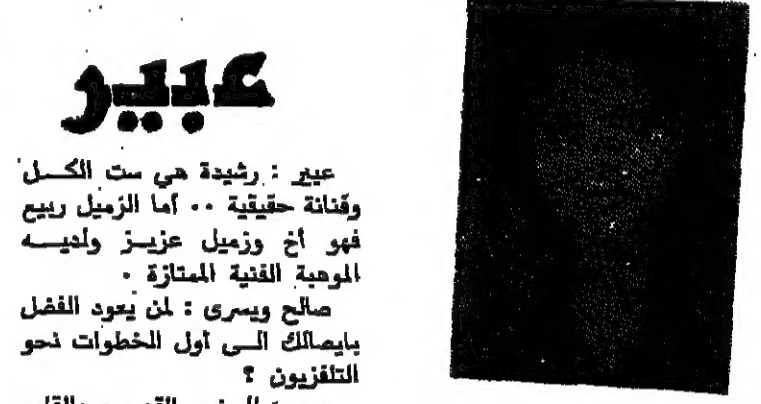 عبير
عبير : رشيدة هي ست الكل
وفنانة حقيقية .. أما الزميل ربيع
فهو أخ وزميل عزيز ولديه
الموهبة الفنية الممتازة .
صالح ويسرى : لمن يعود الفضل
بايصالك الى أول الخطوات نحو
التلفزيون ؟